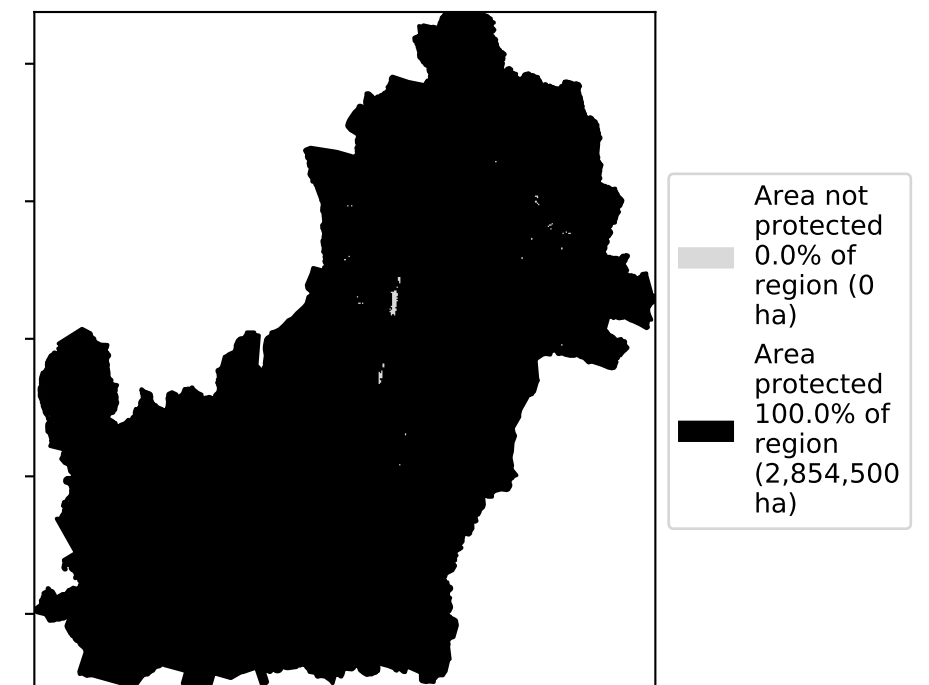 Area not
protected
0.0% of
region (0
ha)
Area
protected
100.0% of
region
(2,854,500
ha)